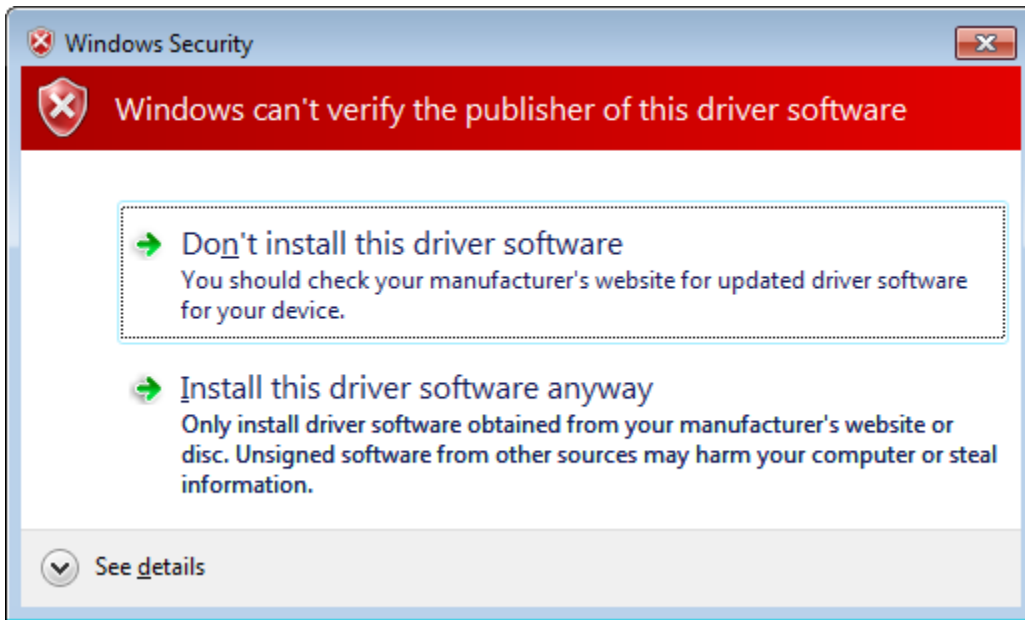 Windows Security
Windows can't verify the publisher of this driver software
Don't install this driver software
You should check your manufacturer's website for updated driver software
for your device.
Install this driver software anyway
Only install driver software obtained from your manufacturer's website or
disc. Unsigned software from other sources may harm your computer or steal
information.
See details